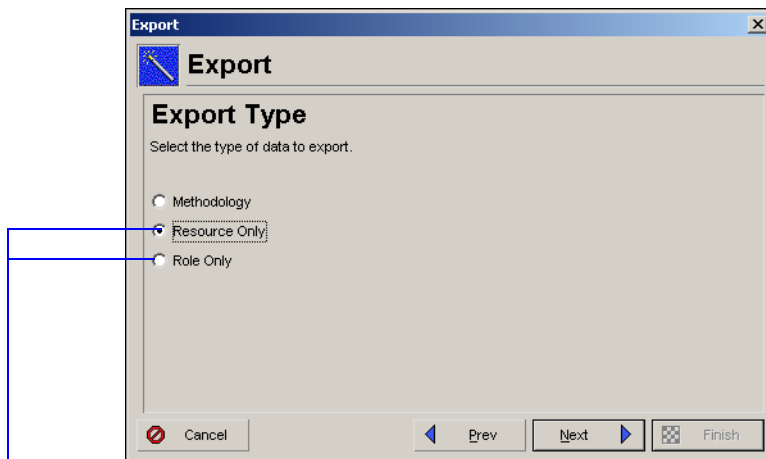 Export
Export
Export Type
Select the type of data to export.
Methodology
Resource Only
Role Only
Cancel
Prev
Next
Finish